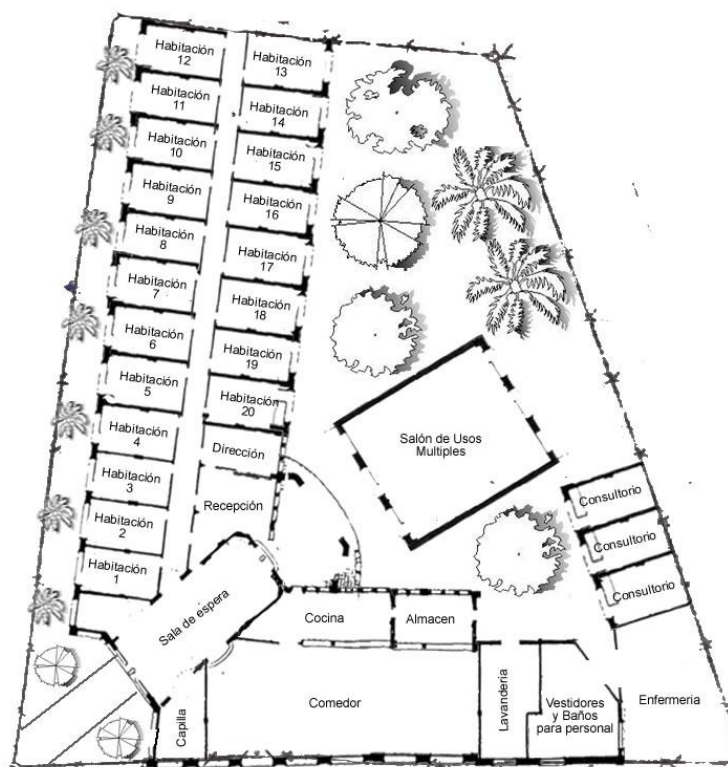 Habitación
12
Habitación
13
Habitación
11
Habitación
14
Habitación
10
Habitación
15
Habitación
9
Habitación
16
Habitación
8
Habitación
17
Habitación
7
Habitación
18
Habitación
6
Habitación
19
Habitación
5
Habitación
20
Habitación
4
Dirección
Habitación
3
Recepción
Habitación
2
Habitación
1
Salón de Usos
Multiples
Consultorio
Consultorio
Consultorio
Sala de espera
Cocina
Almacen
Capilla
Comedor
Lavandería
Vestidores
y Baños
para personal
Enfermería